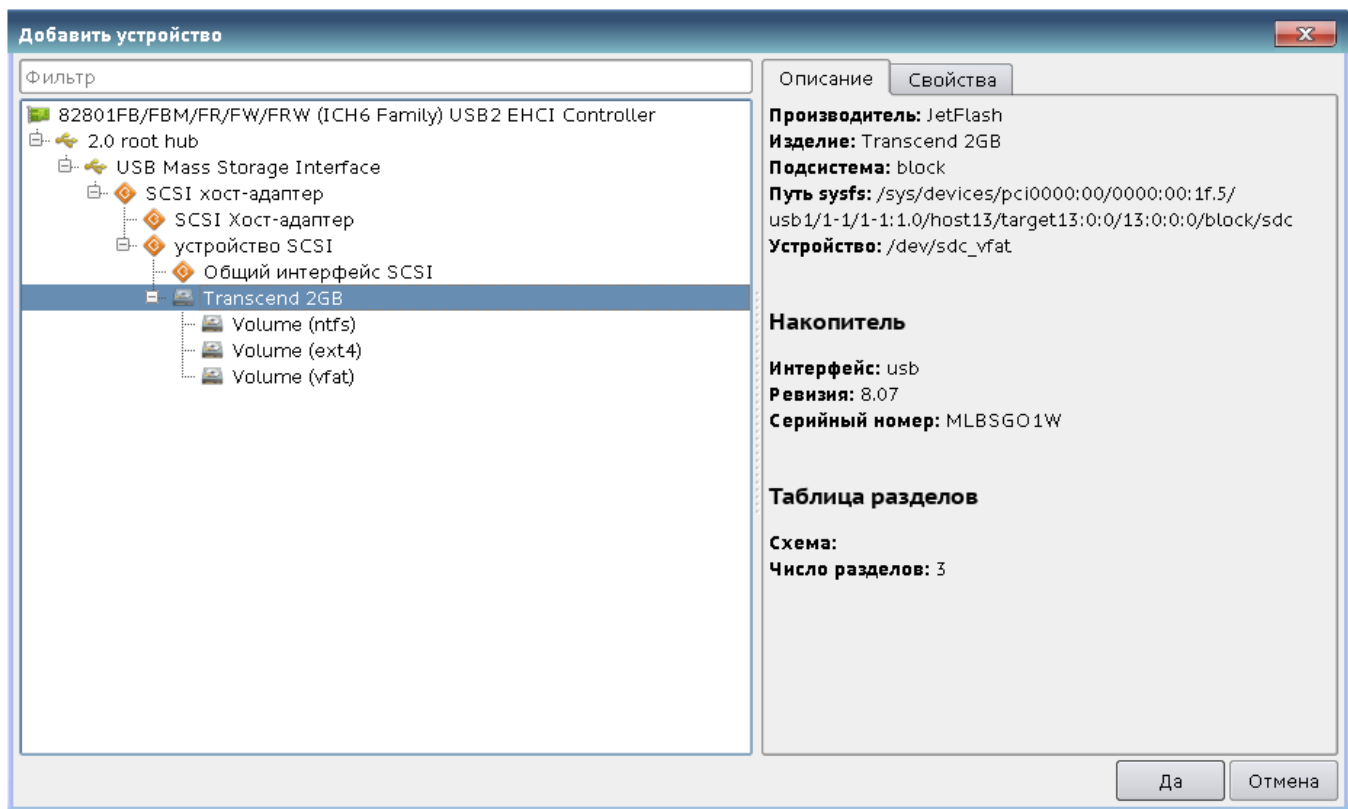 Добавить устройство
Фильтр
82801FB/FBM/FR/FW/FRW (ICH6 Family) USB2 EHCI Controller
2.0 root hub
USB Mass Storage Interface
SCSI хост-адаптер
SCSI Хост-адаптер
устройство SCSI
Общий интерфейс SCSI
Transcend 2GB
Volume (ntfs)
Volume (ext4)
Volume (vfat)
Описание
Свойства
Производитель: JetFlash
Изделие: Transcend 2GB
Подсистема: block
Путь sysfs: /sys/devices/pci0000:00/0000:00:1f.5/
usb1/1-1/1-1:1.0/host13/target13:0:0/13:0:0:0/block/sdc
Устройство: /dev/sdc_vfat
Накопитель
Интерфейс: usb
Ревизия: 8.07
Серийный номер: MLBSGO1W
Таблица разделов
Схема:
Число разделов: 3
Да
Отмена